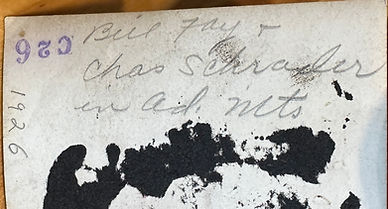 Bill Fay +
Chas Schrader
in Ad. Mts
C26
1926